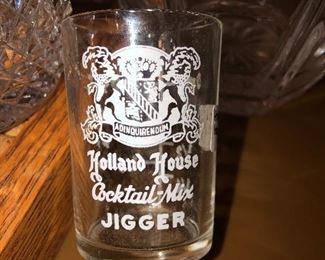 ADINQUIRENDUM
Holland House
Cocktail-Mix
JIGGER